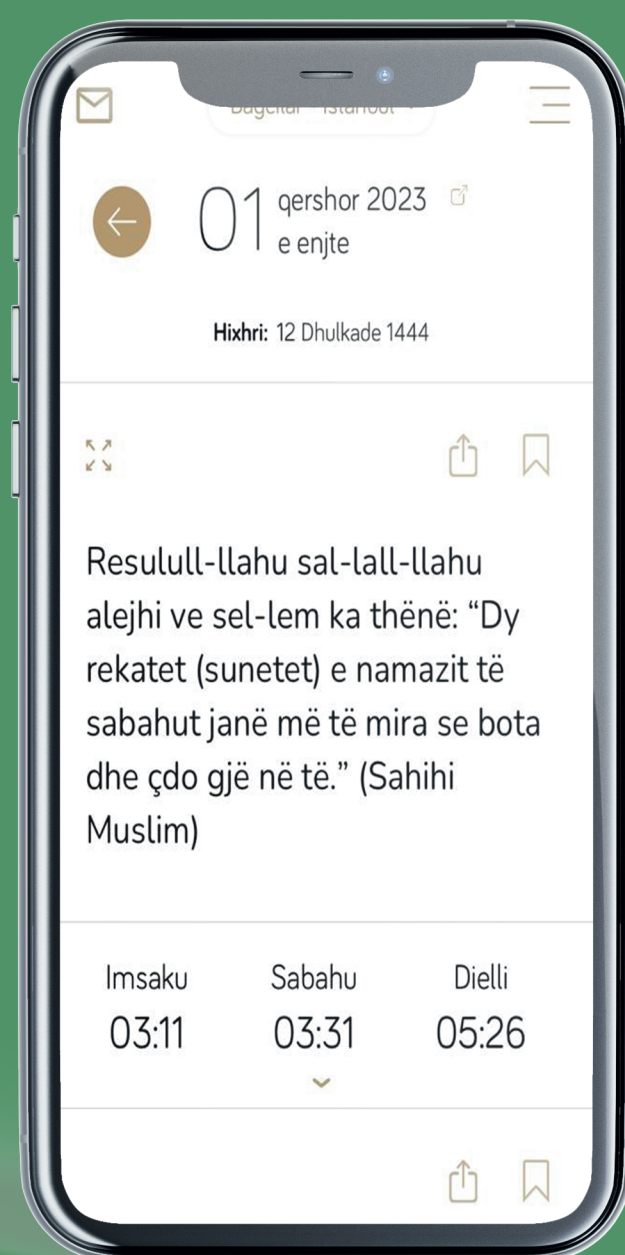 01 qershor 2023
e enjte
Hixhri: 12 Dhulkade 1444
Resulull-llahu sal-lall-llahu
alejhi ve sel-lem ka thënë: “Dy
rekatet (sunetet) e namazit të
sabahut janë më të mira se bota
dhe çdo gjë në të.” (Sahihi
Muslim)
Imsaku Sabahu Dielli
03:11 03:31 05:26